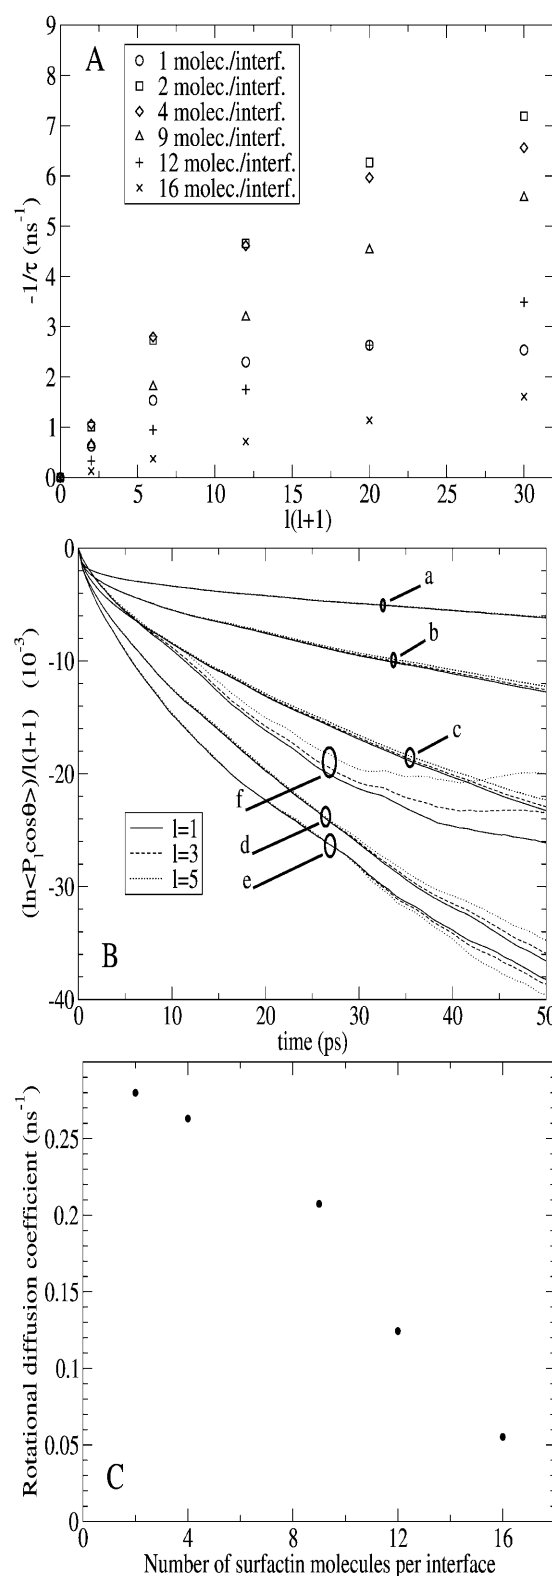 A
1 molec./interf.
2 molec./interf.
4 molec./interf.
9 molec./interf.
12 molec./interf.
16 molec./interf.
-1/τ (ns⁻¹)
9
8
7
6
5
4
3
2
1
0
0 5 10 15 20 25 30
l(l+1)
(ln<P_l cosθ>)/l(l+1) (10⁻³)
0
-10
-20
-30
-40
a
b
c
f
d
e
l=1
l=3
l=5
B
0 10 20 30 40 50
time (ps)
Rotational diffusion coefficient (ns⁻¹)
0.25
0.2
0.15
0.1
0.05
0
C
0 4 8 12 16
Number of surfactin molecules per interface